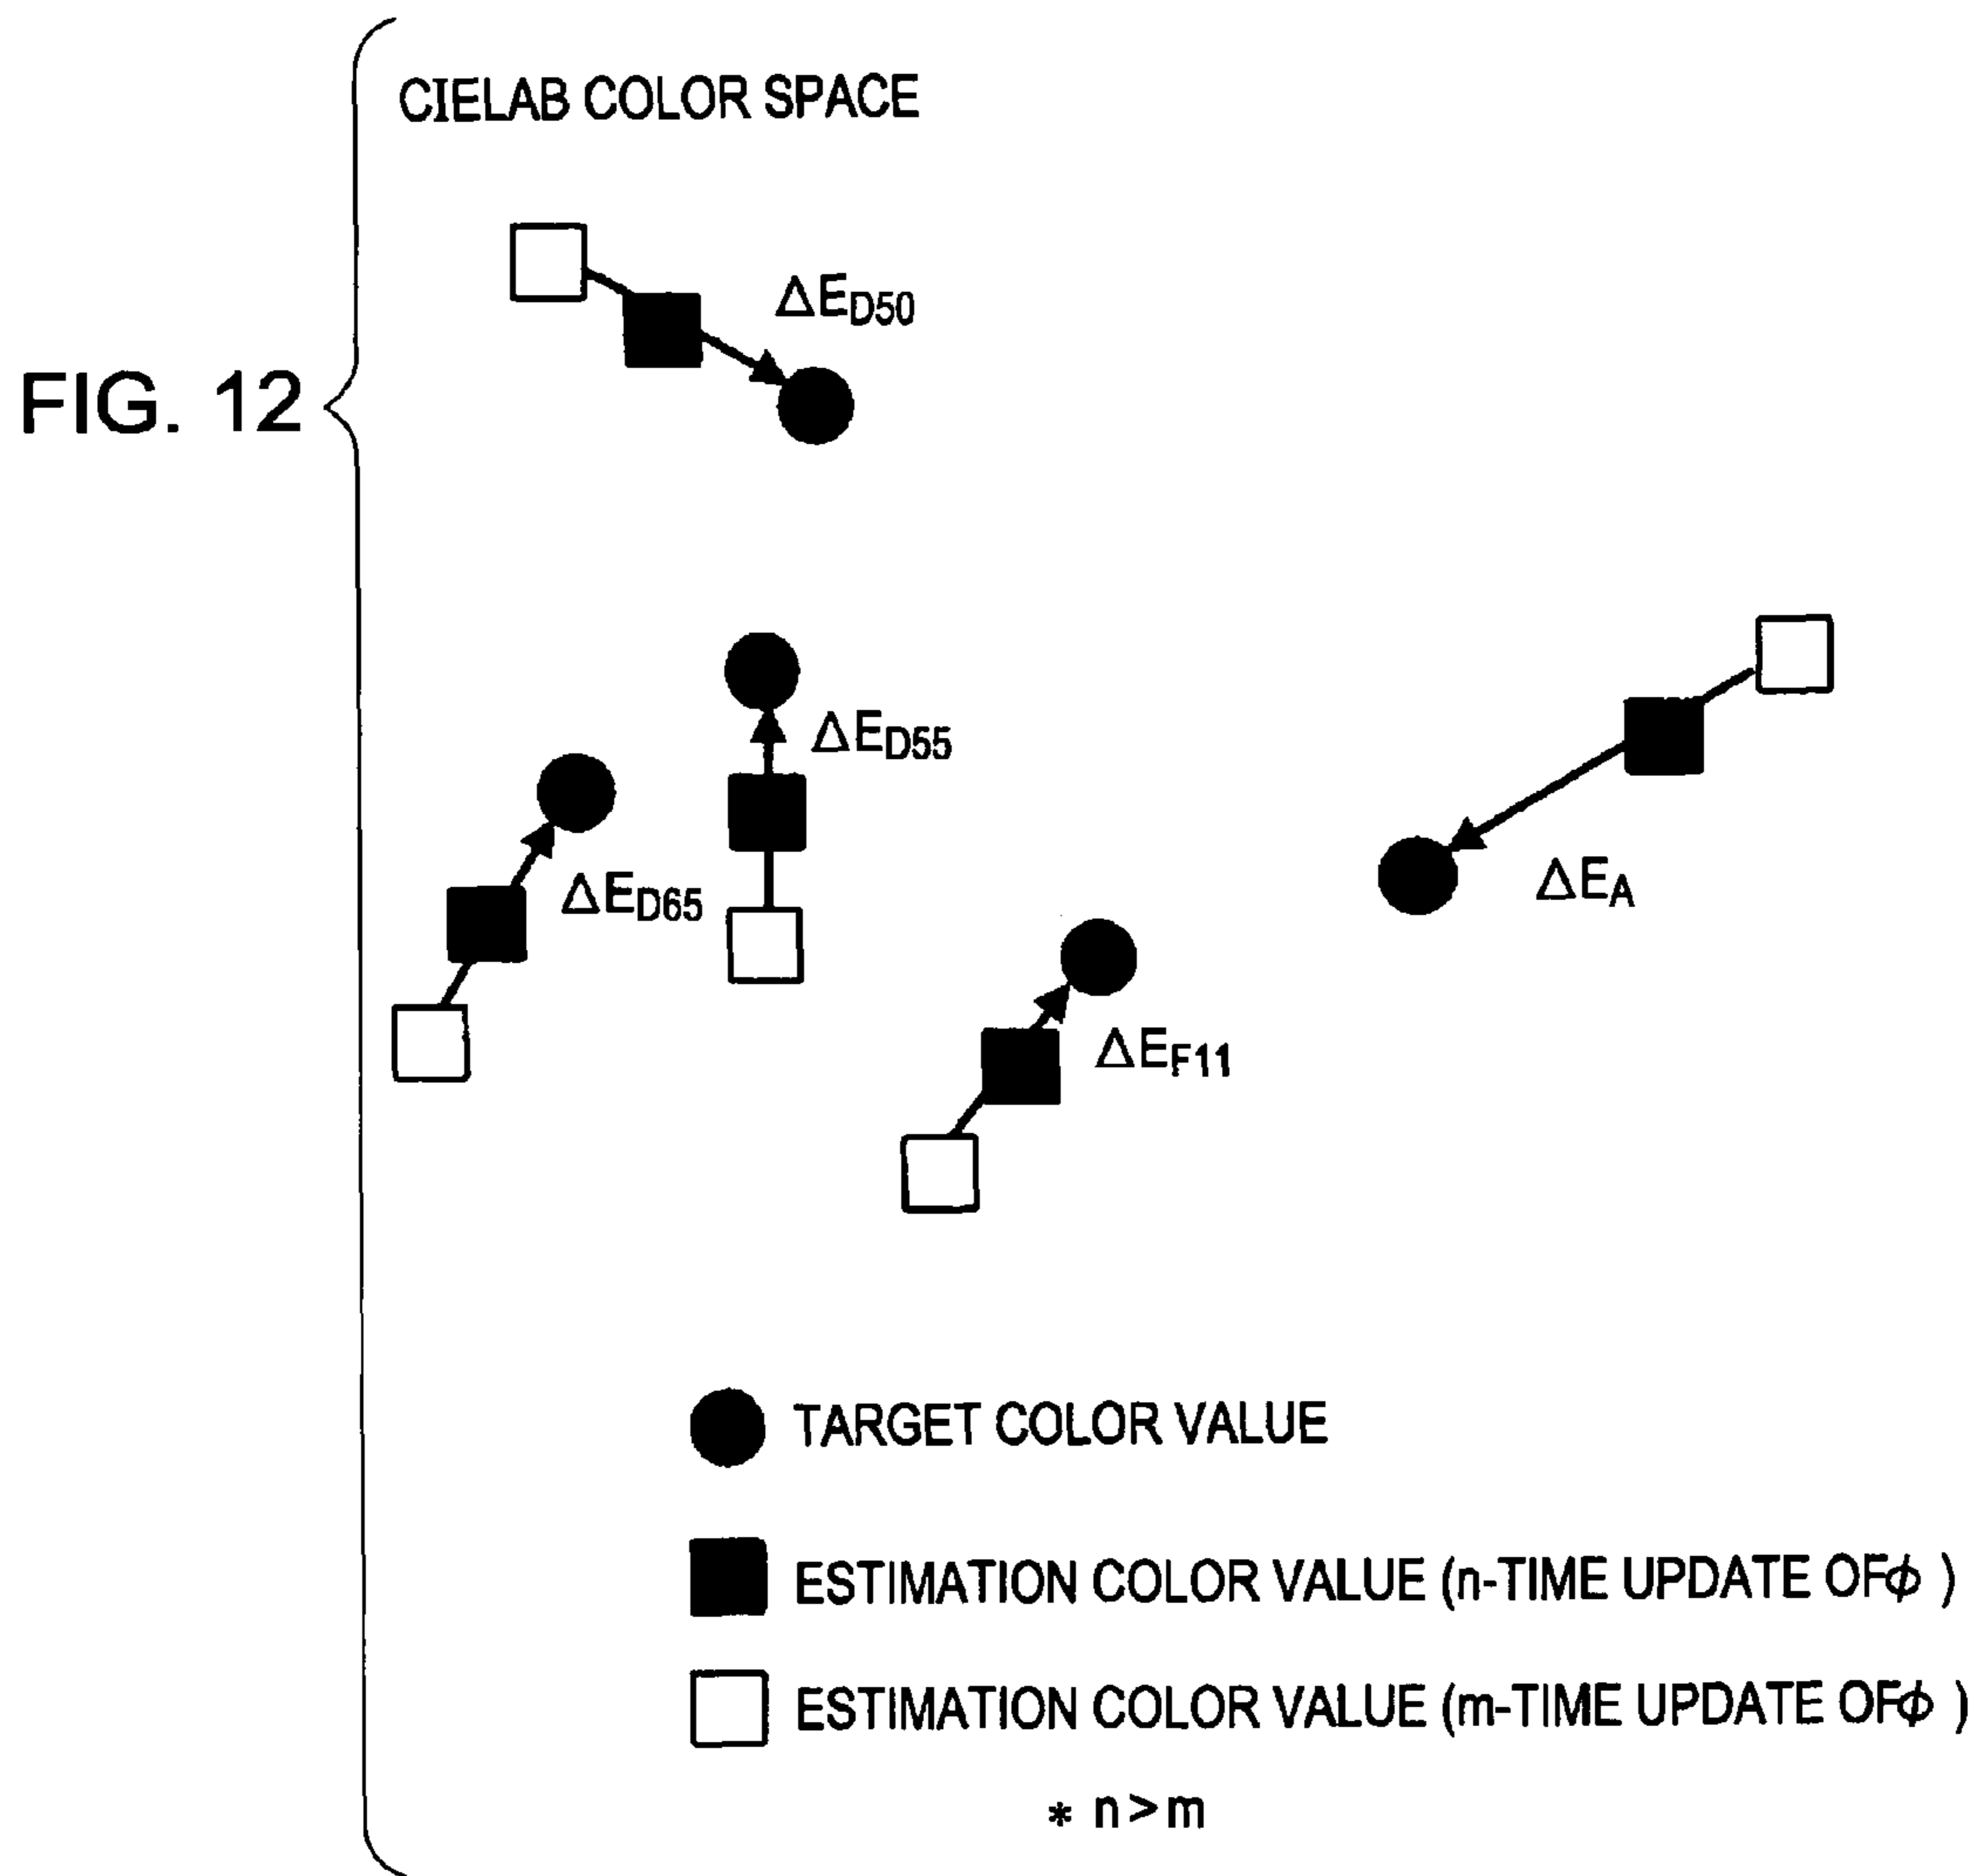 CIELAB COLOR SPACE
FIG. 12
ΔED50
ΔED55
ΔED65
ΔEA
ΔEF11
TARGET COLOR VALUE
ESTIMATION COLOR VALUE (n-TIME UPDATE OFϕ )
ESTIMATION COLOR VALUE (m-TIME UPDATE OFϕ )
* n>m